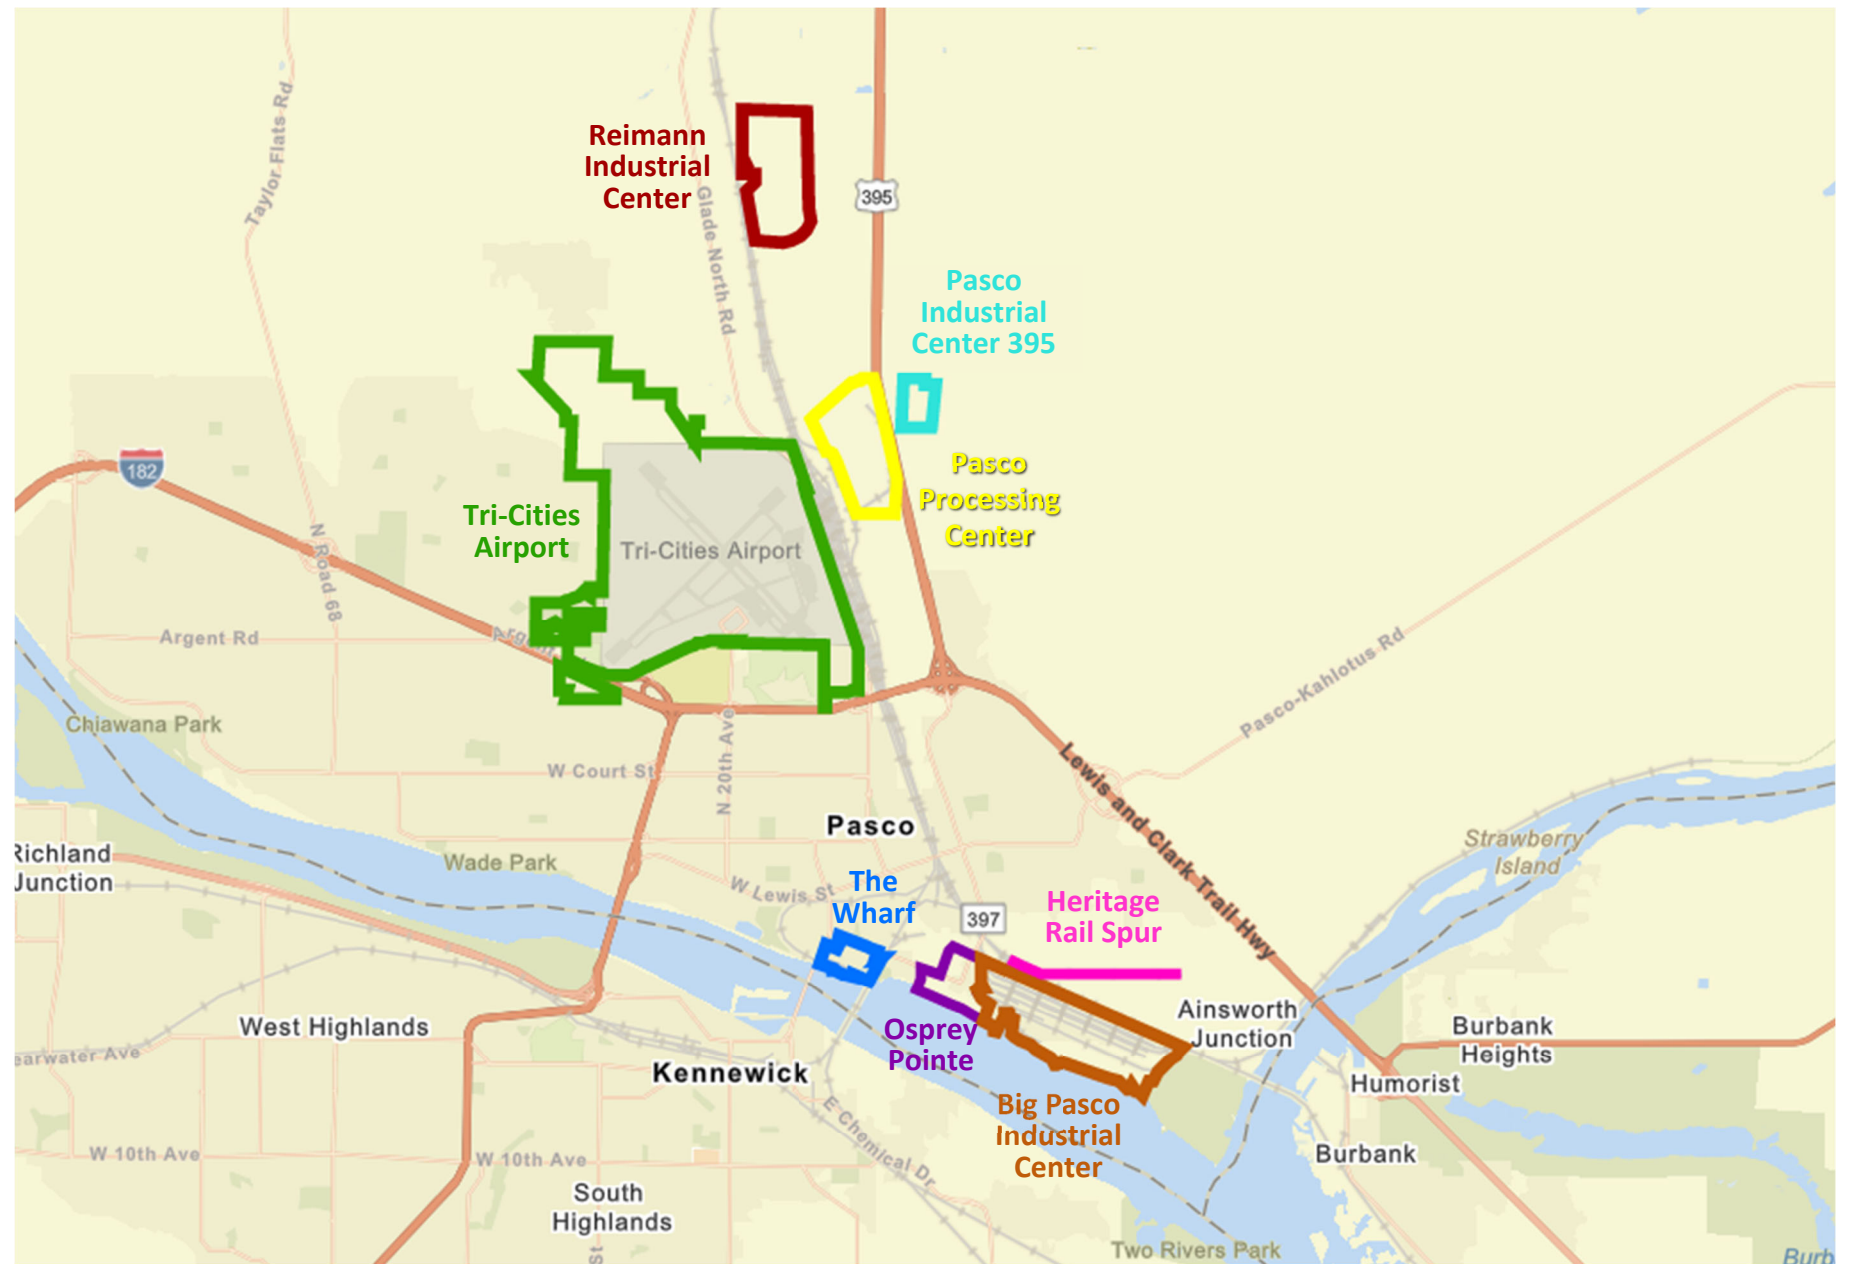 Taylor Flats Rd
Reimann
Industrial
Center
Glade North Rd
395
Pasco
Industrial
Center 395
182
Tri-Cities
Airport
Tri-Cities Airport
Pasco
Processing
Center
N Road 68
Argent Rd
Pasco-Kahlotus Rd
Chiawana Park
W Court St
N 20th Ave
Lewis and Clark Trail Hwy
Pasco
Richland
Junction
Wade Park
W Lewis St
The
Wharf
397
Heritage
Rail Spur
Strawberry
Island
West Highlands
Osprey
Pointe
Ainsworth
Junction
Burbank
Heights
earwater Ave
Kennewick
Humorist
E Chemical Dr
Big Pasco
Industrial
Center
W 10th Ave
W 10th Ave
Burbank
South
Highlands
St
Two Rivers Park
Burb